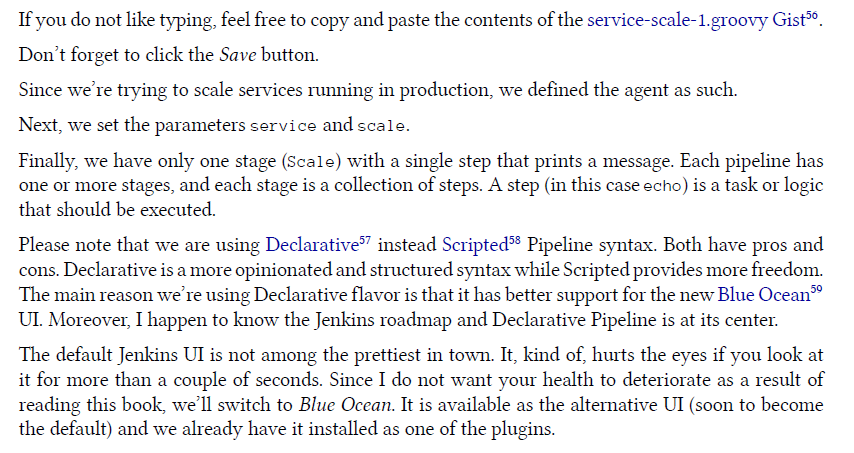 If you do not like typing, feel free to copy and paste the contents of the service-scale-1.groovy Gist⁵⁶.
Don't forget to click the Save button.
Since we're trying to scale services running in production, we defined the agent as such.
Next, we set the parameters service and scale.
Finally, we have only one stage (Scale) with a single step that prints a message. Each pipeline has
one or more stages, and each stage is a collection of steps. A step (in this case echo) is a task or logic
that should be executed.
Please note that we are using Declarative⁵⁷ instead Scripted⁵⁸ Pipeline syntax. Both have pros and
cons. Declarative is a more opinionated and structured syntax while Scripted provides more freedom.
The main reason we're using Declarative flavor is that it has better support for the new Blue Ocean⁵⁹
UI. Moreover, I happen to know the Jenkins roadmap and Declarative Pipeline is at its center.
The default Jenkins UI is not among the prettiest in town. It, kind of, hurts the eyes if you look at
it for more than a couple of seconds. Since I do not want your health to deteriorate as a result of
reading this book, we'll switch to Blue Ocean. It is available as the alternative UI (soon to become
the default) and we already have it installed as one of the plugins.